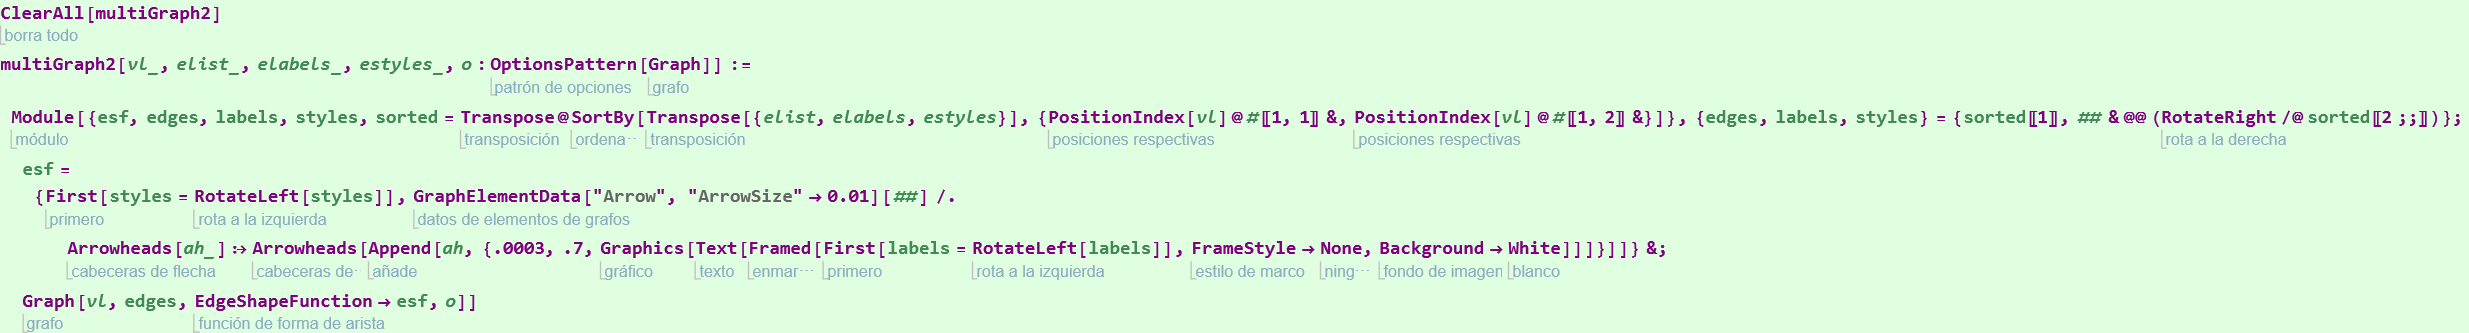 ClearAll[multiGraph2]
borra todo
multiGraph2[vl_, elist_, elabels_, estyles_, o : OptionsPattern[Graph]] :=
patrón de opciones grafo
Module[{esf, edges, labels, styles, sorted = Transpose@SortBy[Transpose[{elist, elabels, estyles}], {PositionIndex[vl]@#〚1, 1〛 &, PositionIndex[vl]@#〚1, 2〛 &}]}, {edges, labels, styles} = {sorted〚1〛, ## & @@ (RotateRight /@ sorted〚2 ;;〛)};
módulo transposición ordena⋯ transposición posiciones respectivas posiciones respectivas rota a la derecha
esf =
{First[styles = RotateLeft[styles]], GraphElementData["Arrow", "ArrowSize" → 0.01][##] /.
primero rota a la izquierda datos de elementos de grafos
Arrowheads[ah_] :→ Arrowheads[Append[ah, {.0003, .7, Graphics[Text[Framed[First[labels = RotateLeft[labels]], FrameStyle → None, Background → White]]]}]]} &;
cabeceras de flecha cabeceras de⋯ añade gráfico texto enmar⋯ primero rota a la izquierda estilo de marco ning⋯ fondo de imagen blanco
Graph[vl, edges, EdgeShapeFunction → esf, o]]
grafo función de forma de arista